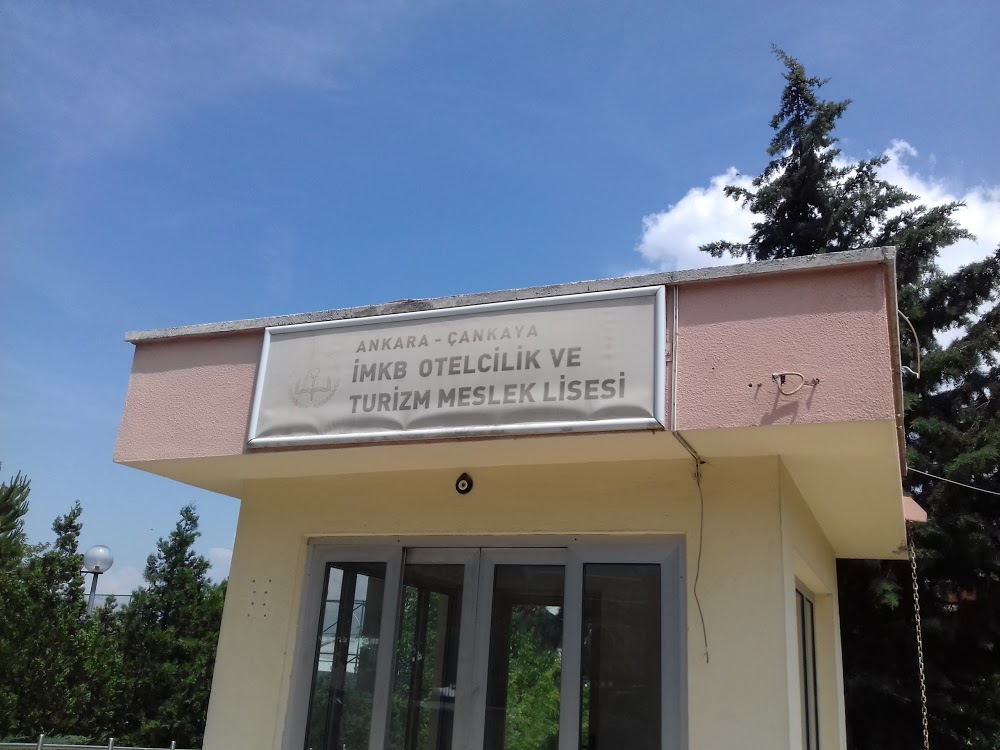 ANKARA - ÇANKAYA
İMKB OTELCİLİK VE
TURİZM MESLEK LİSESİ